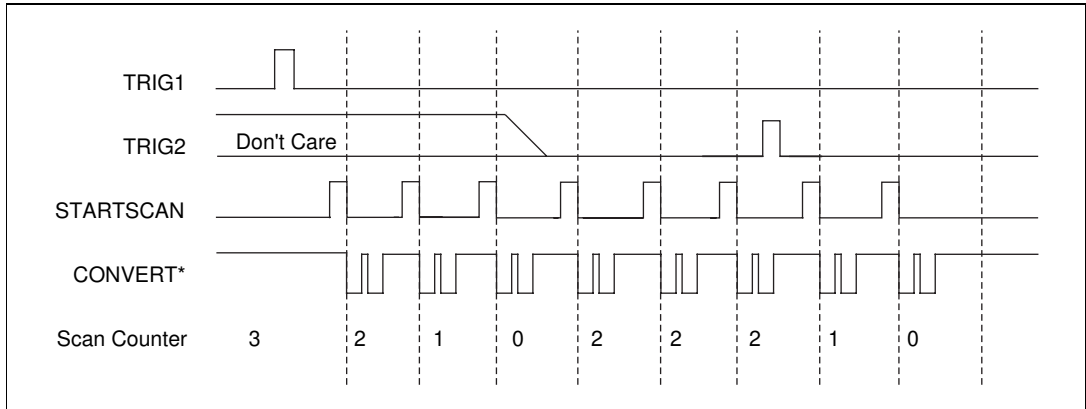 TRIG1
TRIG2 Don't Care
STARTSCAN
CONVERT*
Scan Counter 3 2 1 0 2 2 2 1 0